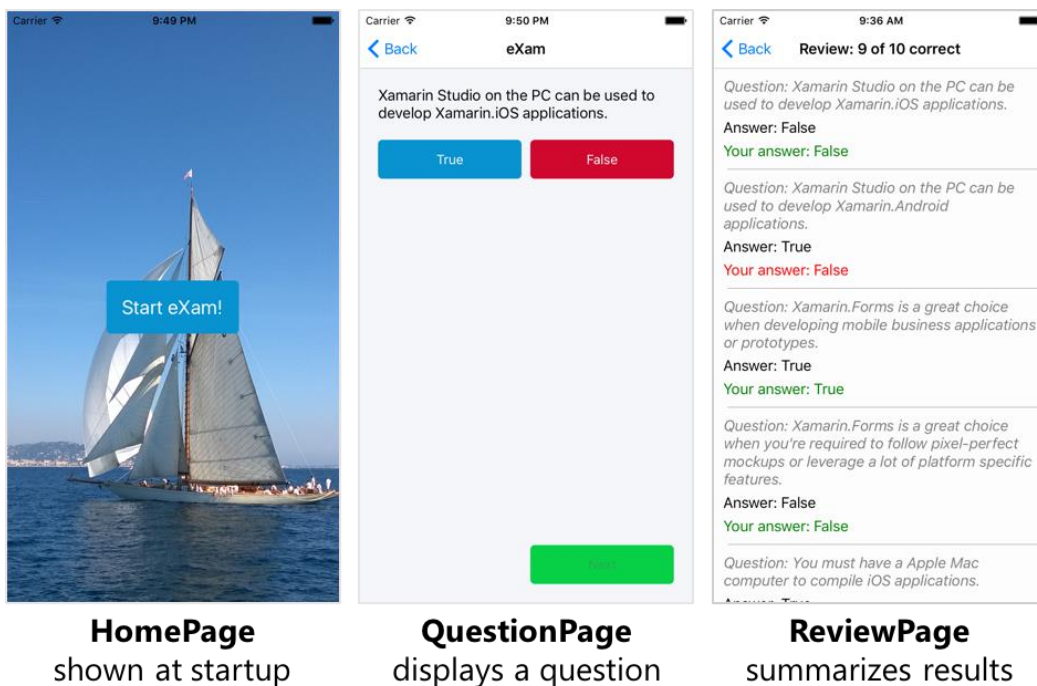 Carrier 9:49 PM
Start eXam!
HomePage
shown at startup
Carrier 9:50 PM
Back eXam
Xamarin Studio on the PC can be used to
develop Xamarin.iOS applications.
True False
Next
QuestionPage
displays a question
Carrier 9:36 AM
Back Review: 9 of 10 correct
Question: Xamarin Studio on the PC can be
used to develop Xamarin.iOS applications.
Answer: False
Your answer: False
Question: Xamarin Studio on the PC can be
used to develop Xamarin.Android
applications.
Answer: True
Your answer: False
Question: Xamarin.Forms is a great choice
when developing mobile business applications
or prototypes.
Answer: True
Your answer: True
Question: Xamarin.Forms is a great choice
when you're required to follow pixel-perfect
mockups or leverage a lot of platform specific
features.
Answer: False
Your answer: False
Question: You must have a Apple Mac
computer to compile iOS applications.
ReviewPage
summarizes results